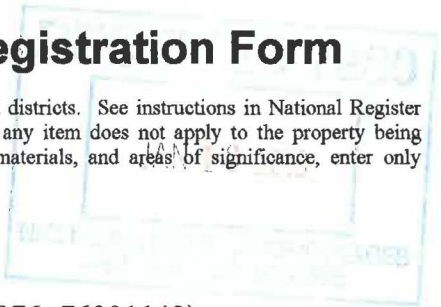 egistration Form
districts. See instructions in National Register
any item does not apply to the property being
materials, and areas of significance, enter only